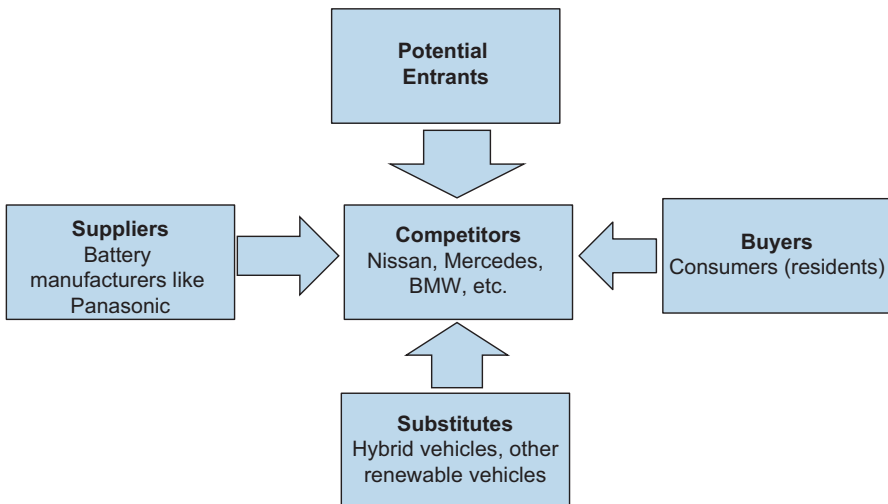 Potential
Entrants
Suppliers
Battery
manufacturers like
Panasonic
Competitors
Nissan, Mercedes,
BMW, etc.
Buyers
Consumers (residents)
Substitutes
Hybrid vehicles, other
renewable vehicles